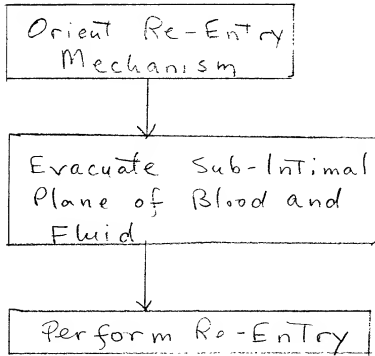 Orient Re-Entry
Mechanism
Evacuate Sub-Intimal
Plane of Blood and
Fluid
Perform Re-Entry